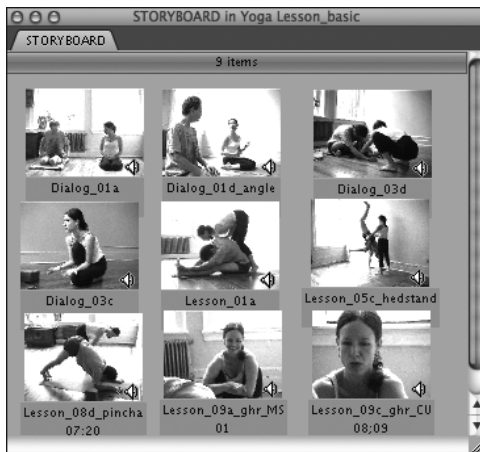 STORYBOARD in Yoga Lesson_basic
STORYBOARD
9 items
Dialog_01a
Dialog_01d_angle
Dialog_03d
Dialog_03c
Lesson_01a
Lesson_05c_hedstand
Lesson_08d_pincha
07:20
Lesson_09a_ghr_MS
01
Lesson_09c_ghr_CU
08;09